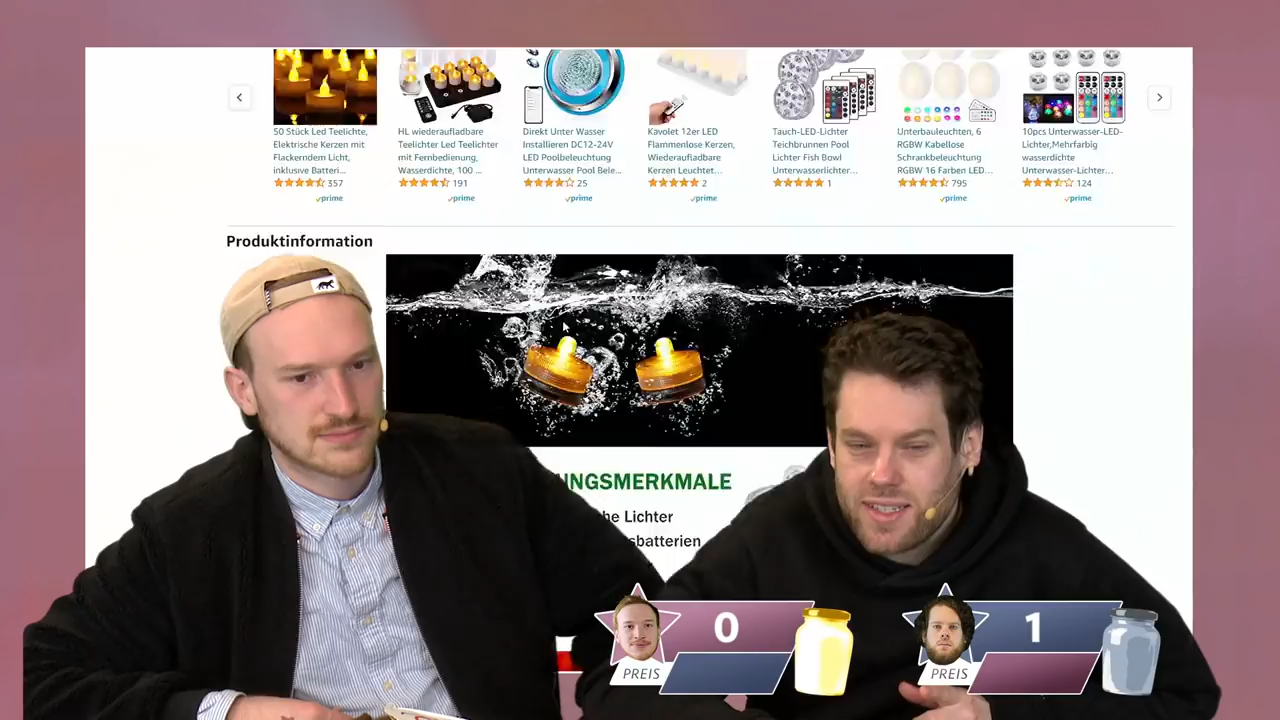 50 Stück Led Teelichte,
Elektrische Kerzen mit
Flackerndem Licht,
inklusive Batteri...
357
prime
HL wiederaufladbare
Teelichter Led Teelichter
mit Fernbedienung,
Wasserdichte, 100 ...
191
prime
Direkt Unter Wasser
Installieren DC12-24V
LED Poolbeleuchtung
Unterwasser Pool Bele...
25
prime
Kavolet 12er LED
Flammenlose Kerzen,
Wiederaufladbare
Kerzen Leuchtet...
2
prime
Tauch-LED-Lichter
Teichbrunnen Pool
Lichter Fish Bowl
Unterwasserlichter...
1
Unterbauleuchten, 6
RGBW Kabellose
Schrankbeleuchtung
RGBW 16 Farben LED...
795
prime
10pcs Unterwasser-LED-
Lichter,Mehrfarbig
wasserdichte
Unterwasser-Lichter...
124
prime
Produktinformation
UNGSMERKMALE
he Lichter
sbatterien
0
PREIS
1
PREIS